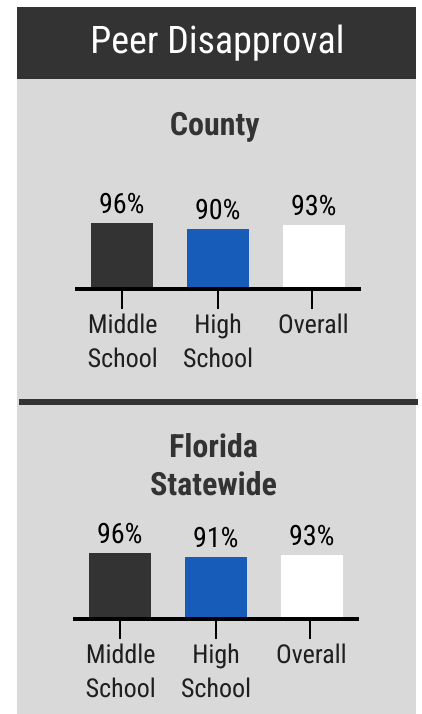 Peer Disapproval
County
96% 90% 93%
Middle School
High School
Overall
Florida
Statewide
96% 91% 93%
Middle School
High School
Overall